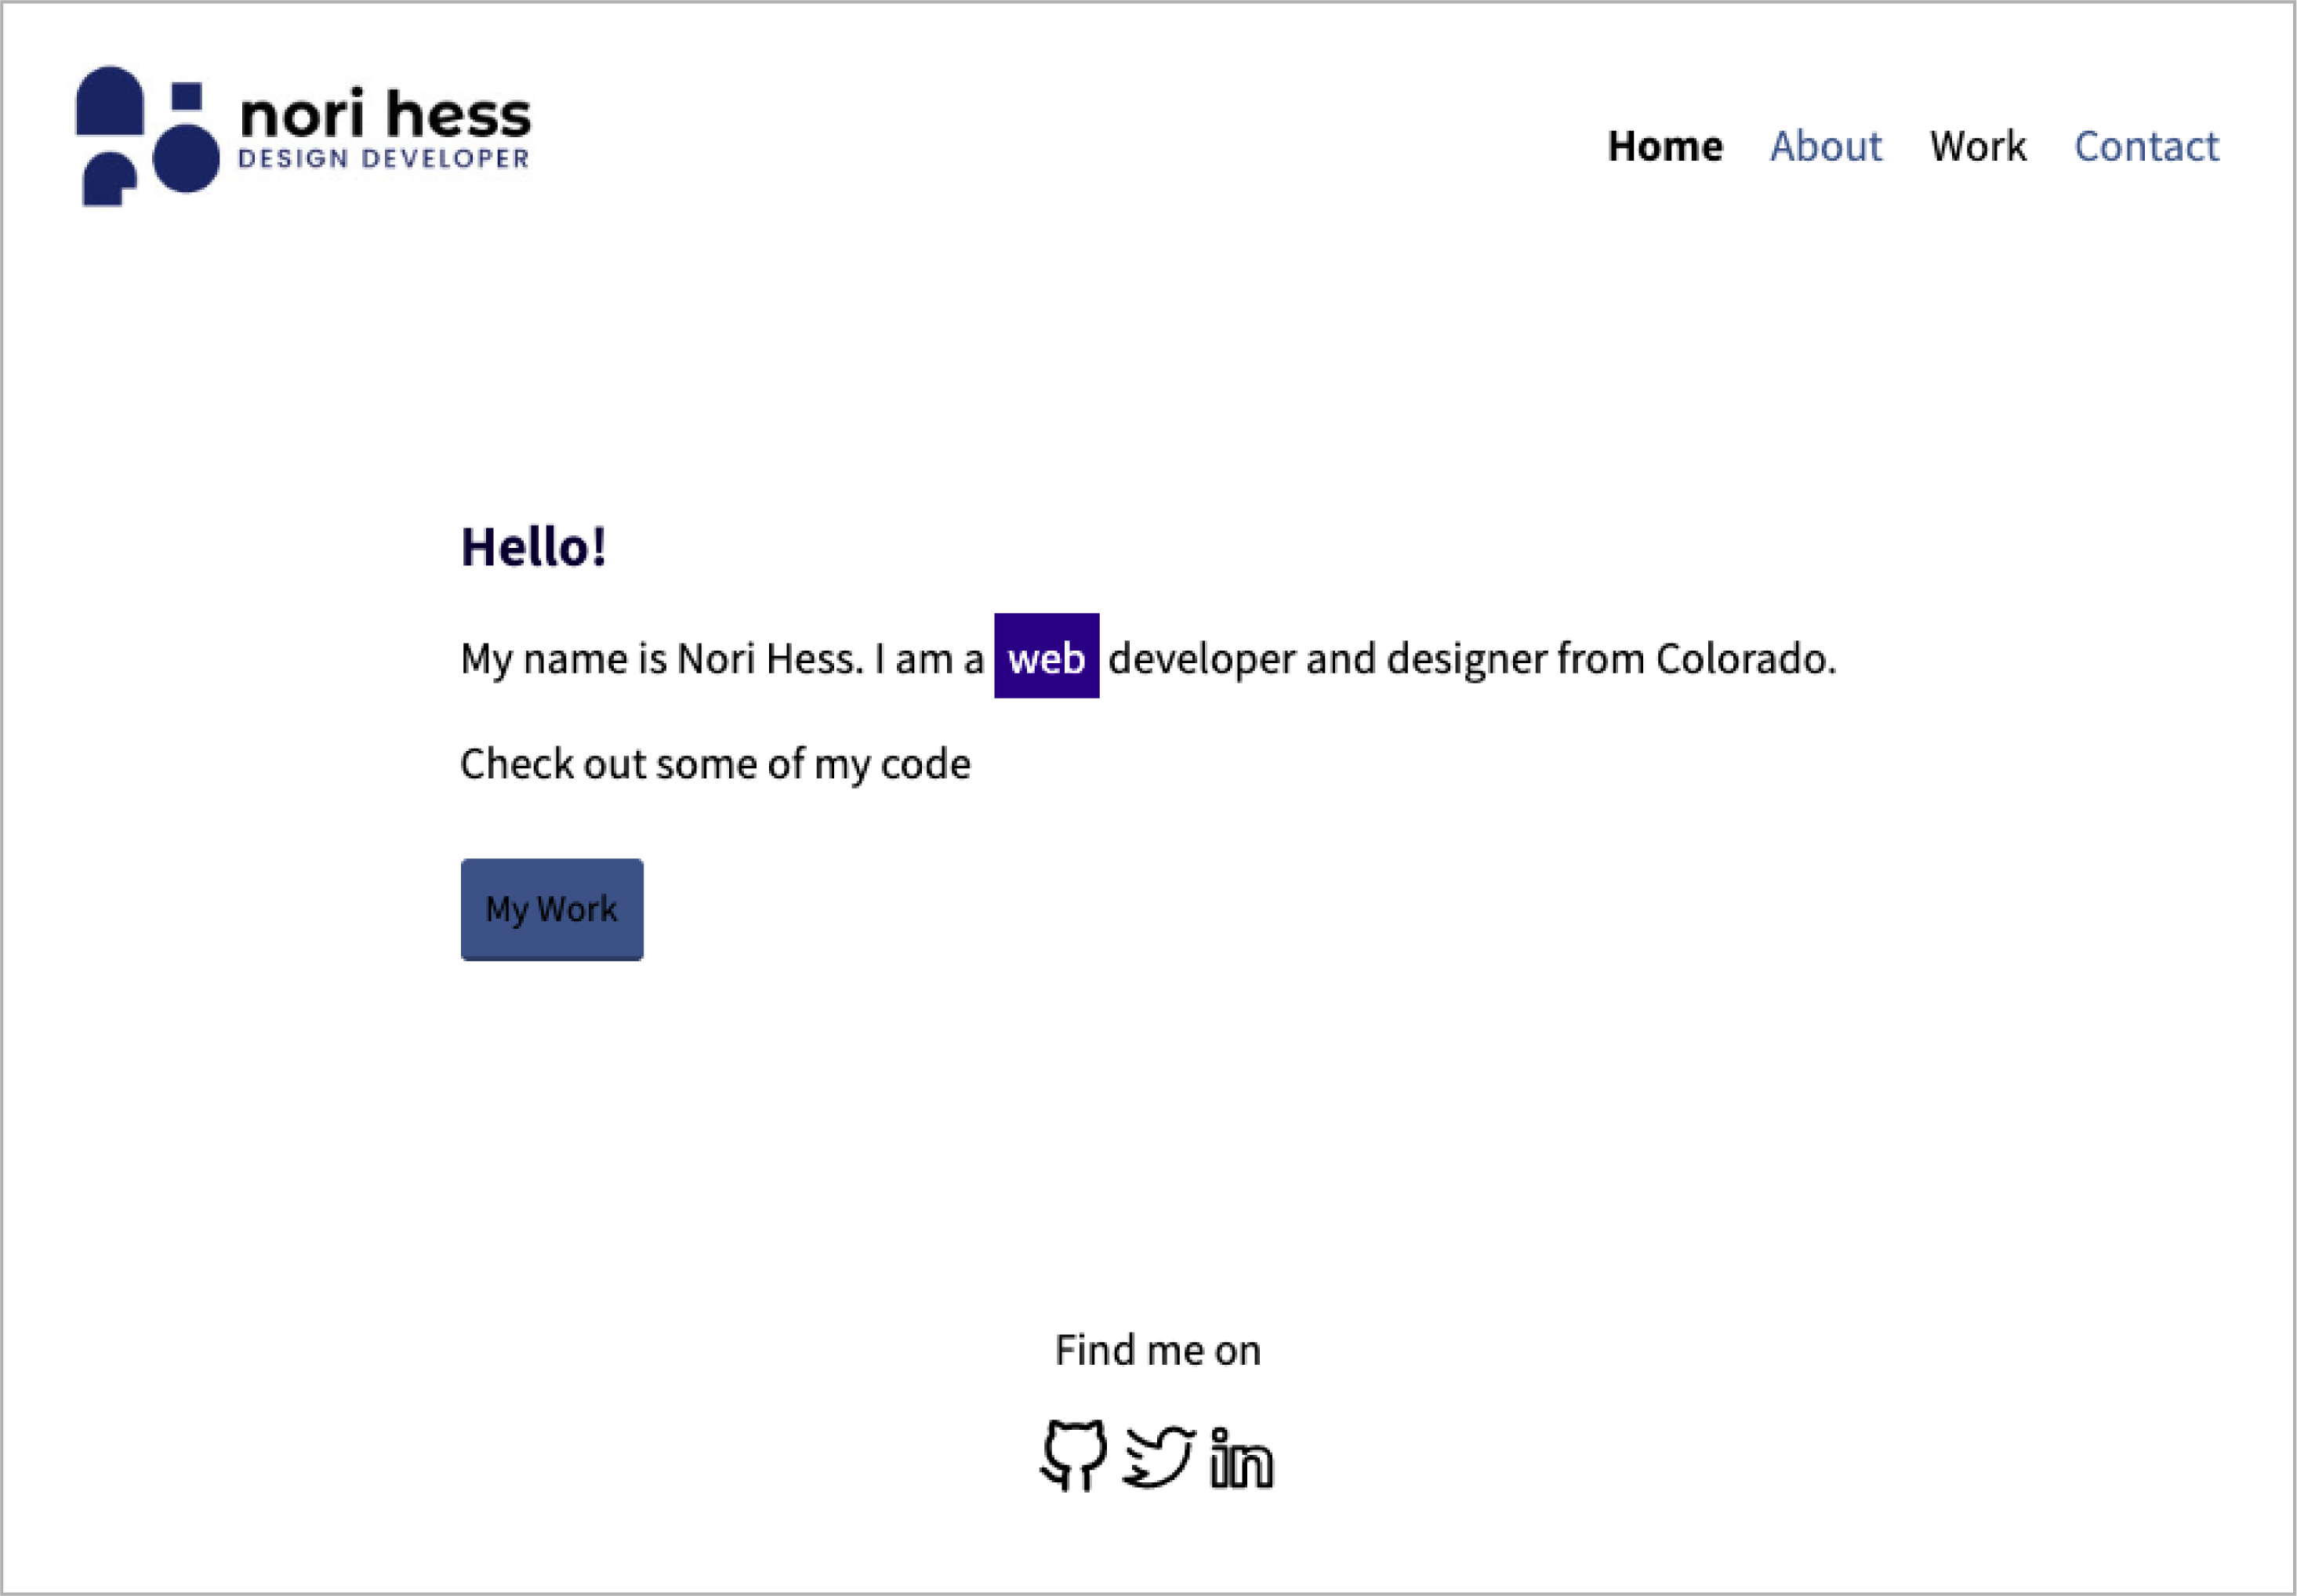 nori hess
DESIGN DEVELOPER
Home About Work Contact
Hello!
My name is Nori Hess. I am a web developer and designer from Colorado.
Check out some of my code
My Work
Find me on
in